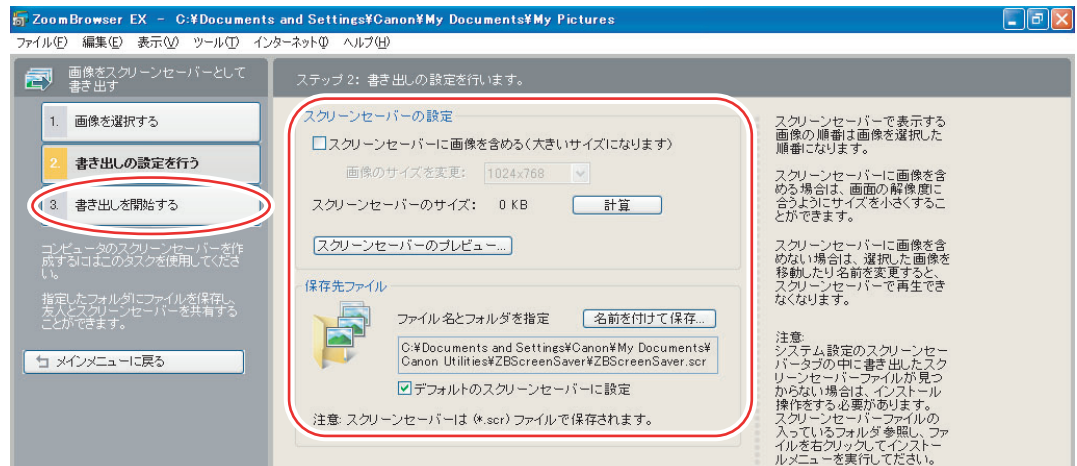 ZoomBrowser EX - C:¥Documents and Settings¥Canon¥My Documents¥My Pictures
ファイル(F) 編集(E) 表示(V) ツール(T) インターネット(I) ヘルプ(H)
画像をスクリーンセーバーとして
書き出す
1. 画像を選択する
2. 書き出しの設定を行う
3. 書き出しを開始する
コンピュータのスクリーンセーバーを作
成するにはこのタスクを使用してくださ
い。
指定したフォルダにファイルを保存し、
友人とスクリーンセーバーを共有する
ことができます。
メインメニューに戻る
ステップ2: 書き出しの設定を行います。
スクリーンセーバーの設定
スクリーンセーバーに画像を含める(大きいサイズになります)
画像のサイズを変更: 1024x768
スクリーンセーバーのサイズ: 0 KB 計算
スクリーンセーバーのプレビュー...
保存先ファイル
ファイル名とフォルダを指定 名前を付けて保存...
C:¥Documents and Settings¥Canon¥My Documents¥
Canon Utilities¥ZBScreenSaver¥ZBScreenSaver.scr
デフォルトのスクリーンセーバーに設定
注意: スクリーンセーバーは (*.scr) ファイルで保存されます。
スクリーンセーバーで表示する
画像の順番は画像を選択した
順番になります。
スクリーンセーバーに画像を含
める場合は、画面の解像度に
合うようにサイズを小さくするこ
とができます。
スクリーンセーバーに画像を含
めない場合は、選択した画像を
移動したり名前を変更すると、
スクリーンセーバーで再生でき
なくなります。
注意:
システム設定のスクリーンセー
バータブの中に書き出したスク
リーンセーバーファイルが見つ
からない場合は、インストール
操作をする必要があります。
スクリーンセーバーファイルの
入っているフォルダ参照し、ファ
イルを右クリックしてインストー
ルメニューを実行してださい。